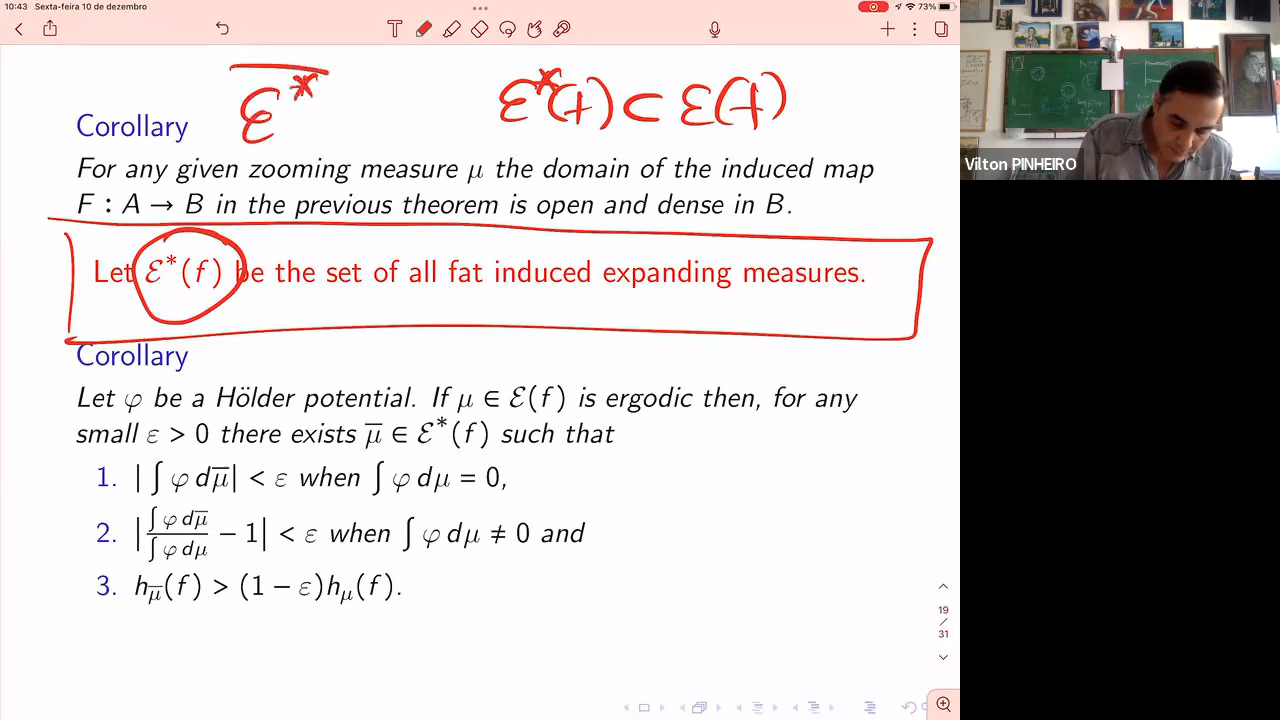 10:43 Sexta-feira 10 de dezembro
73%
ℰ*
ℰ*(f) ⊂ ℰ(f)
Corollary
For any given zooming measure μ the domain of the induced map
F : A → B in the previous theorem is open and dense in B.
Let ℰ*(f) be the set of all fat induced expanding measures.
Corollary
Let φ be a Hölder potential. If μ ∈ ℰ(f) is ergodic then, for any
small ε > 0 there exists μ̅ ∈ ℰ*(f) such that
1. |∫ φ dμ̅| < ε when ∫ φ dμ = 0,
2. |∫ φ dμ̅ / ∫ φ dμ − 1| < ε when ∫ φ dμ ≠ 0 and
3. h_μ̅(f) > (1 − ε)h_μ(f).
19
/
31
Vilton PINHEIRO